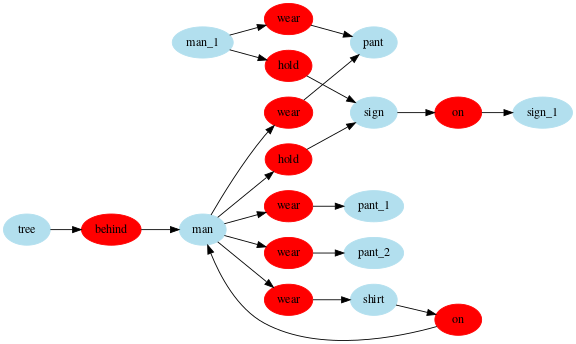 wear
man_1
pant
hold
wear
sign
on
sign_1
hold
wear
pant_1
tree
behind
man
wear
pant_2
wear
shirt
on